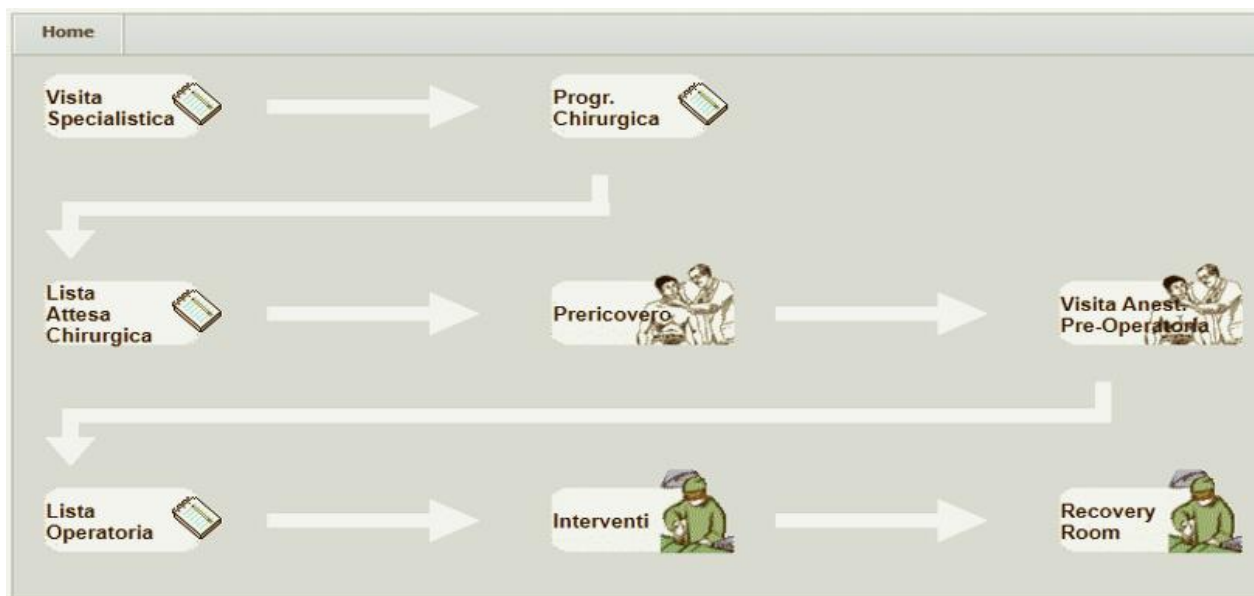 Home
Visita
Specialistica
Progr.
Chirurgica
Lista
Attesa
Chirurgica
Prericovero
Visita Anest.
Pre-Operatoria
Lista
Operatoria
Interventi
Recovery
Room